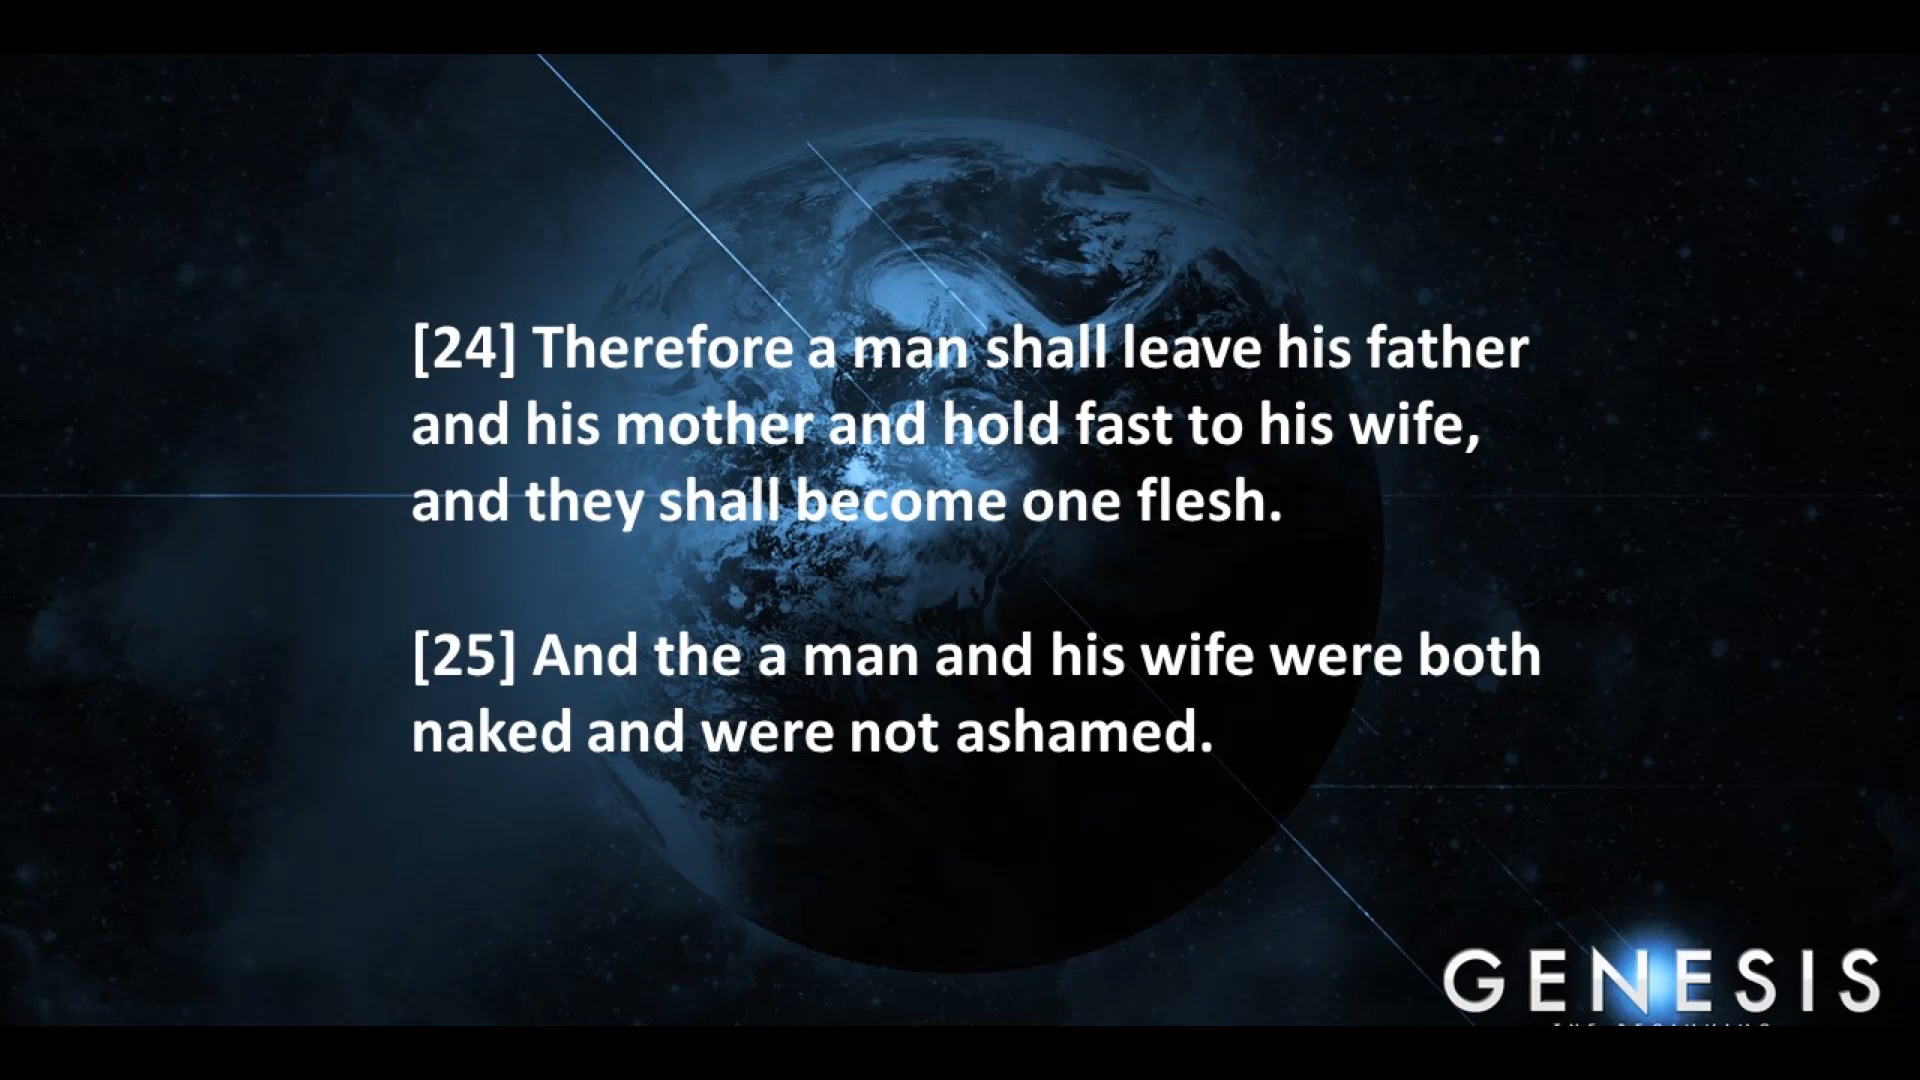 [24] Therefore a man shall leave his father
and his mother and hold fast to his wife,
and they shall become one flesh.
[25] And the a man and his wife were both
naked and were not ashamed.
GENESIS